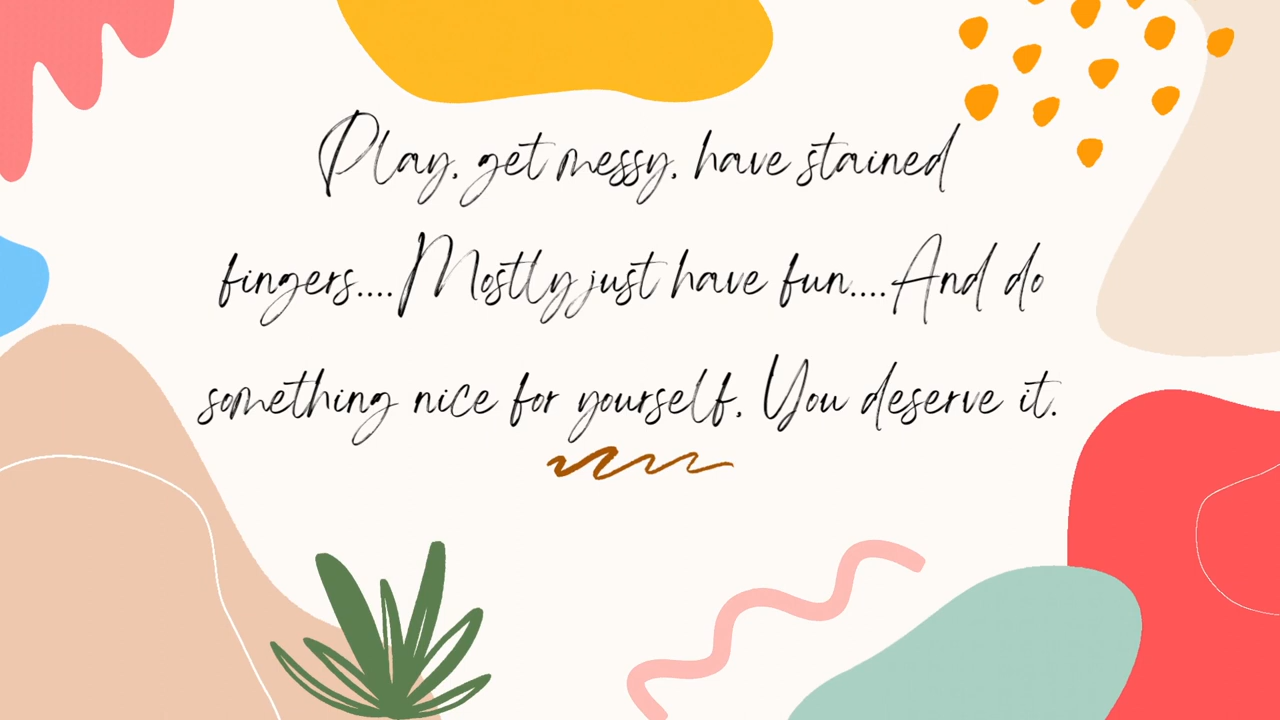 Play, get messy, have stained
fingers....Mostly just have fun....And do
something nice for yourself. You deserve it.